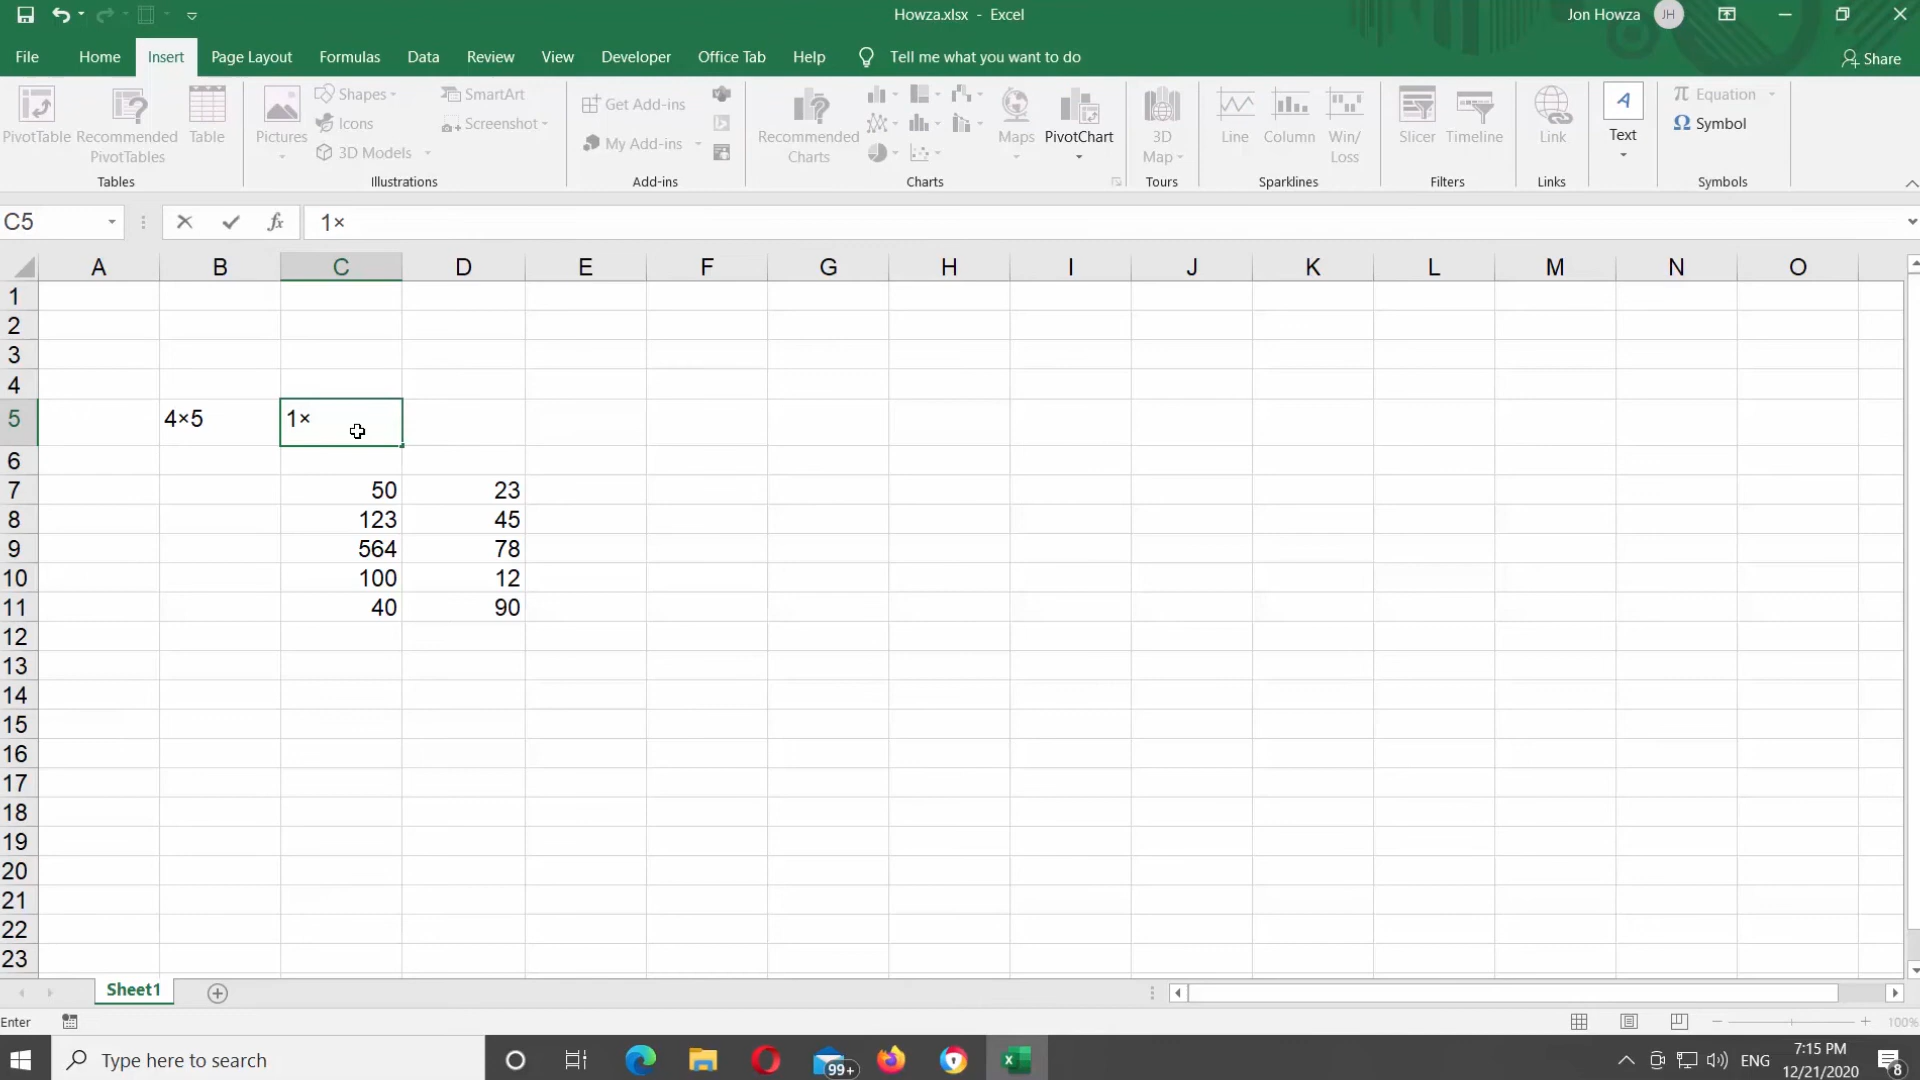 Howza.xlsx - Excel
Jon Howza JH
File Home Insert Page Layout Formulas Data Review View Developer Office Tab Help Tell me what you want to do Share
PivotTable
Recommended
PivotTables
Table
Tables
Pictures
Shapes
Icons
3D Models
SmartArt
Screenshot
Illustrations
Get Add-ins
My Add-ins
Add-ins
Recommended
Charts
Maps
PivotChart
Charts
3D
Map
Tours
Line
Column
Win/
Loss
Sparklines
Slicer
Timeline
Filters
Link
Links
A
Text
π Equation
Ω Symbol
Symbols
C5 fx 1×
A B C D E F G H I J K L M N O
1
2
3
4
5 4×5 1×
6
7 50 23
8 123 45
9 564 78
10 100 12
11 40 90
12
13
14
15
16
17
18
19
20
21
22
23
Sheet1
Enter 100%
Type here to search 99+ ENG 7:15 PM
12/21/2020 8